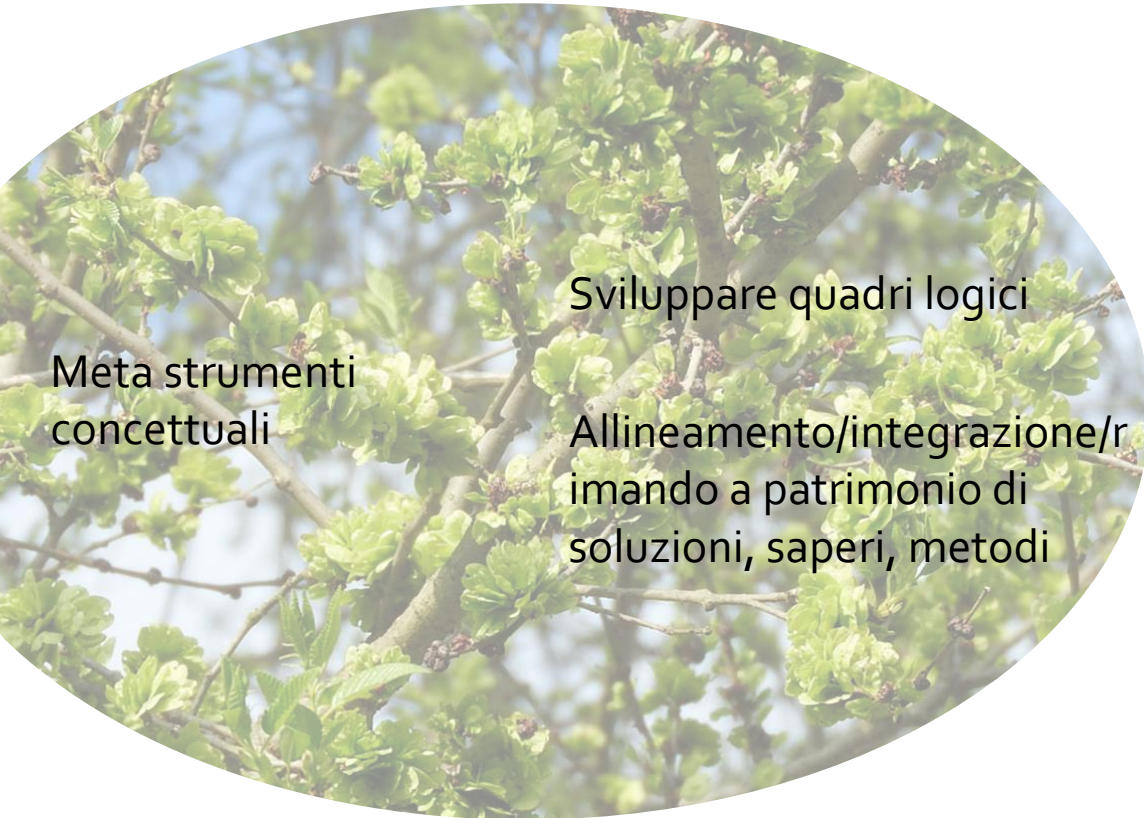 Meta strumenti
concettuali
Sviluppare quadri logici
Allineamento/integrazione/r
imando a patrimonio di
soluzioni, saperi, metodi